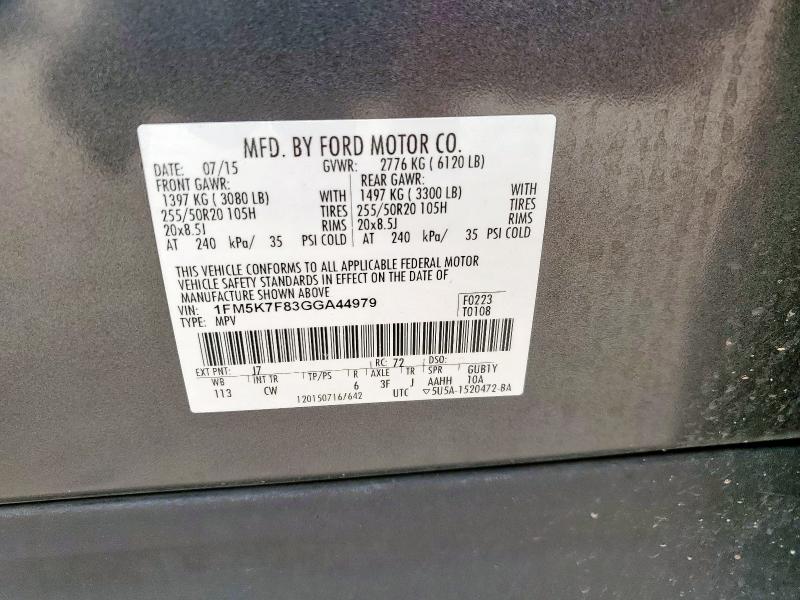 MFD. BY FORD MOTOR CO.
DATE: 07/15 GVWR: 2776 KG ( 6120 LB)
FRONT GAWR: REAR GAWR:
1397 KG ( 3080 LB) WITH 1497 KG ( 3300 LB) WITH
255/50R20 105H TIRES 255/50R20 105H TIRES
20x8.5J RIMS 20x8.5J RIMS
AT 240 kPa/ 35 PSI COLD AT 240 kPa/ 35 PSI COLD
THIS VEHICLE CONFORMS TO ALL APPLICABLE FEDERAL MOTOR
VEHICLE SAFETY STANDARDS IN EFFECT ON THE DATE OF
MANUFACTURE SHOWN ABOVE
VIN: 1FM5K7F83GGA44979 F0223
TYPE: MPV T0108
EXT PNT: J7 RC: 72 DSO:
WB INT TR TP/PS R AXLE TR SPR GUB1Y
113 CW 6 3F J AAHH 10A
120150716/642 UTC ▽5U5A-1520472-BA